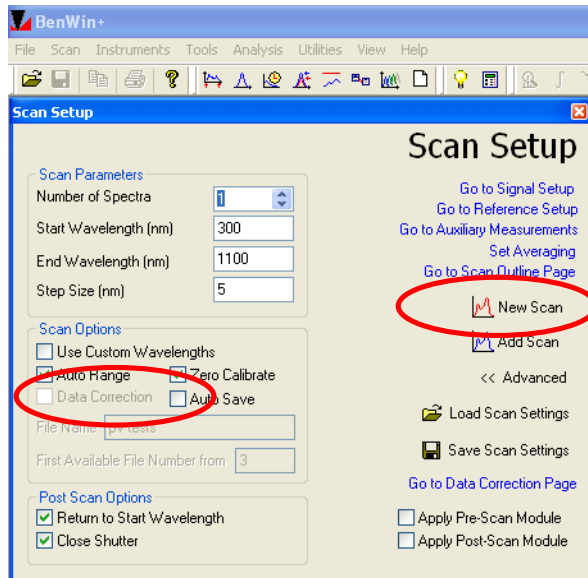 BenWin+
File Scan Instruments Tools Analysis Utilities View Help
Scan Setup
Scan Setup
Scan Parameters
Number of Spectra 1
Start Wavelength (nm) 300
End Wavelength (nm) 1100
Step Size (nm) 5
Go to Signal Setup
Go to Reference Setup
Go to Auxiliary Measurements
Set Averaging
Go to Scan Outline Page
New Scan
Add Scan
<< Advanced
Load Scan Settings
Save Scan Settings
Go to Data Correction Page
Apply Pre-Scan Module
Apply Post-Scan Module
Scan Options
Use Custom Wavelengths
Auto Range Zero Calibrate
Data Correction Auto Save
File Name pv tests
First Available File Number from 3
Post Scan Options
Return to Start Wavelength
Close Shutter